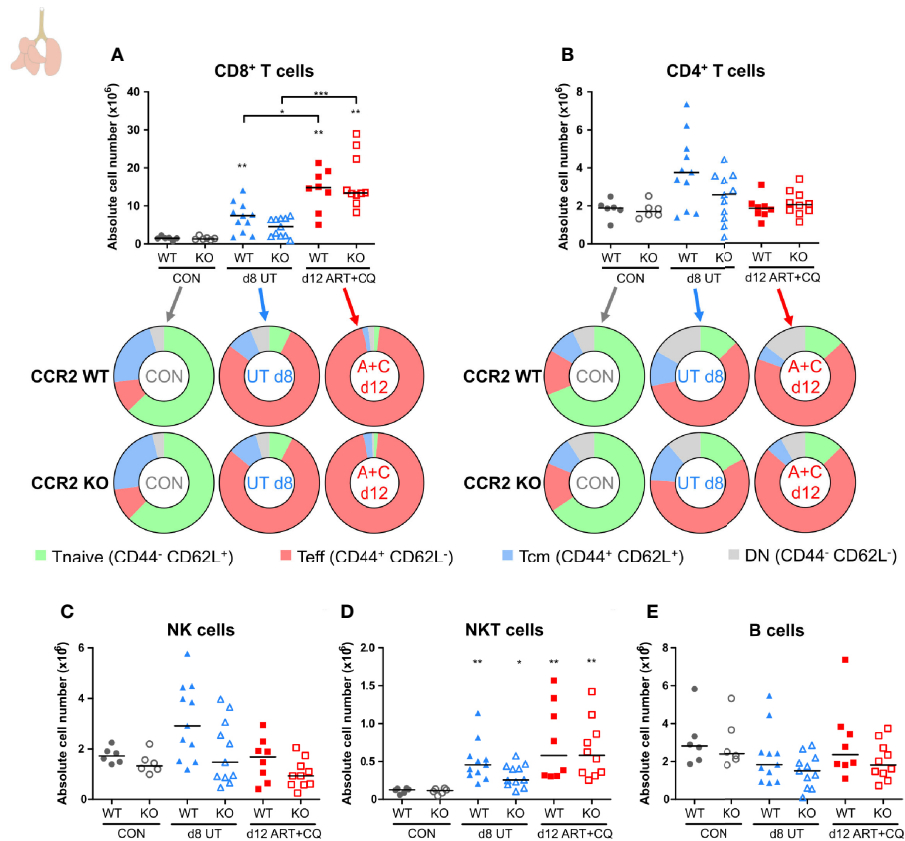 A
B
CD8+ T cells
CD4+ T cells
Absolute cell number (x10⁶)
40
30
20
10
0
***
*
**
**
**
WT KO WT KO WT KO
CON d8 UT d12 ART+CQ
Absolute cell number (x10⁶)
8
6
4
2
0
WT KO WT KO WT KO
CON d8 UT d12 ART+CQ
CCR2 WT CON UT d8 A+C d12
CCR2 WT CON UT d8 A+C d12
CCR2 KO CON UT d8 A+C d12
CCR2 KO CON UT d8 A+C d12
Tnaive (CD44- CD62L+) Teff (CD44+ CD62L-) Tcm (CD44+ CD62L+) DN (CD44- CD62L-)
C
D
E
NK cells
NKT cells
B cells
Absolute cell number (x10⁶)
6
4
2
0
WT KO WT KO WT KO
CON d8 UT d12 ART+CQ
Absolute cell number (x10⁶)
2.0
1.5
1.0
0.5
0.0
** * ** **
WT KO WT KO WT KO
CON d8 UT d12 ART+CQ
Absolute cell number (x10⁶)
8
6
4
2
0
WT KO WT KO WT KO
CON d8 UT d12 ART+CQ